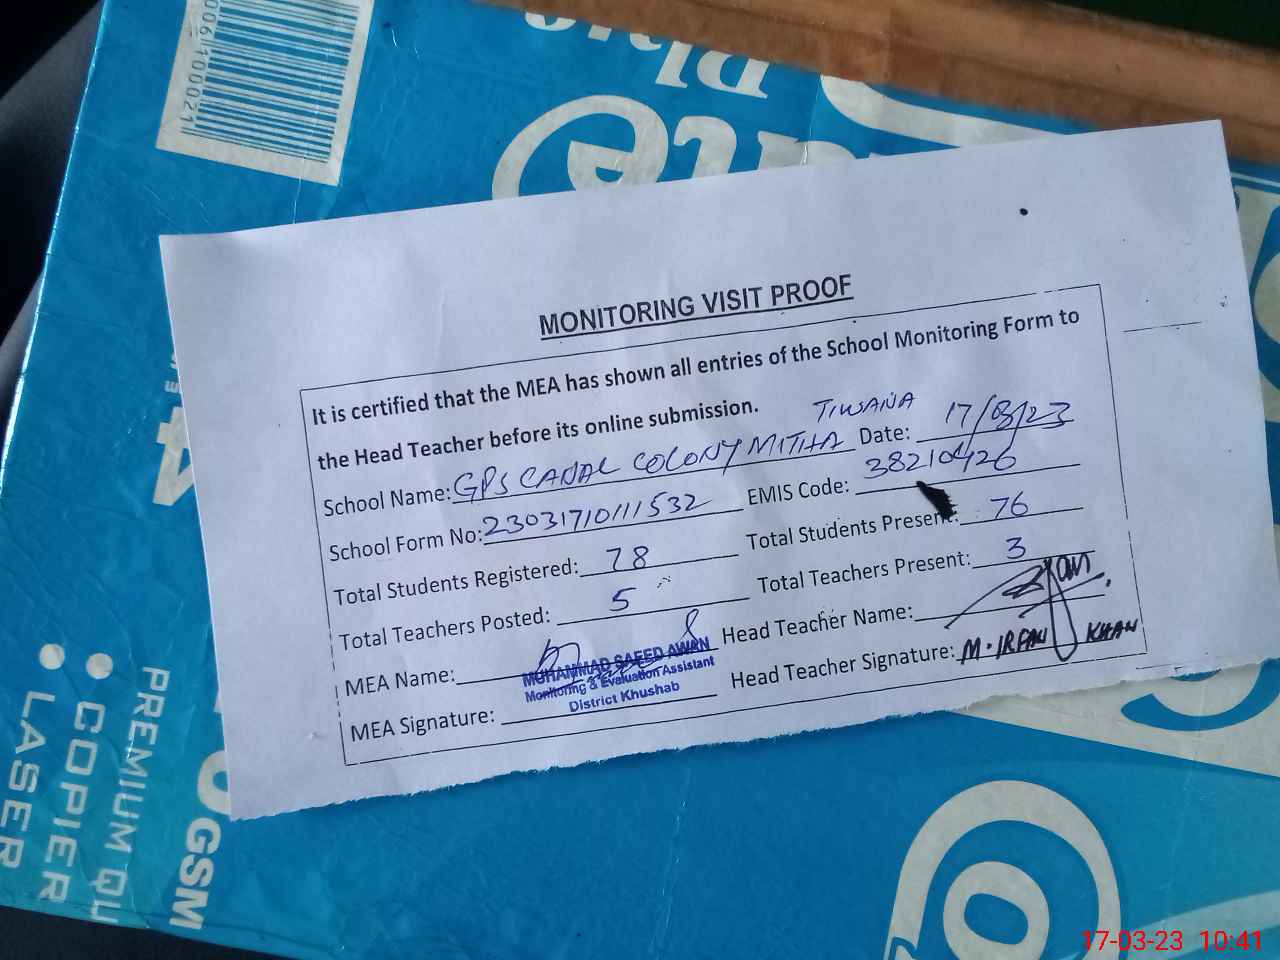 00610002
MONITORING VISIT PROOF
It is certified that the MEA has shown all entries of the School Monitoring Form to
the Head Teacher before its online submission.
School Name: GPS CANAL COLONY MITHA TIWANA Date: 17/03/23
School Form No: 23031710111532 EMIS Code: 38210426
Total Students Registered: 78 Total Students Present: 76
Total Teachers Posted: 5 Total Teachers Present: 3
MEA Name: Head Teacher Name:
MUHAMMAD SAEED AWAN
Monitoring & Evaluation Assistant
District Khushab
MEA Signature: Head Teacher Signature: M. IRFAN KHAN
PREMIUM QU
COPIER
LASER
GSM
17-03-23 10:41